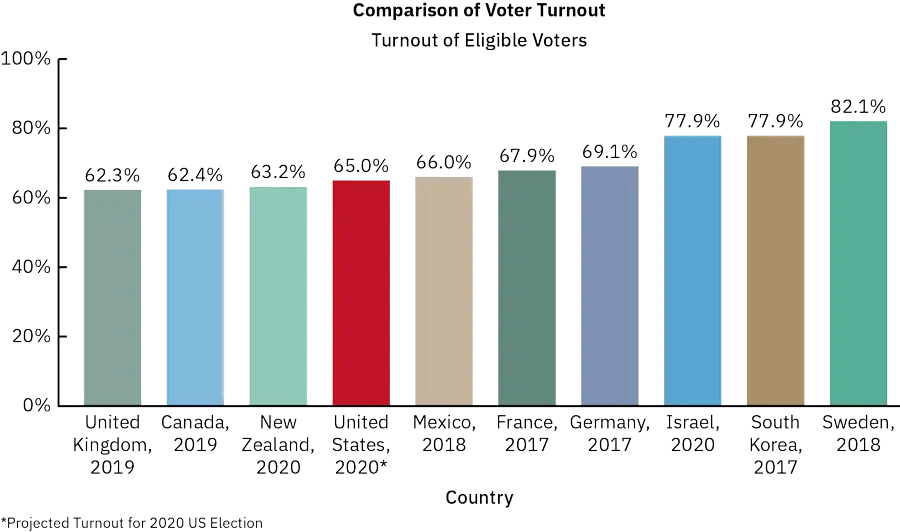 Comparison of Voter Turnout
Turnout of Eligible Voters
100%
80%
60%
40%
20%
0%
62.3%
62.4%
63.2%
65.0%
66.0%
67.9%
69.1%
77.9%
77.9%
82.1%
United
Kingdom,
2019
Canada,
2019
New
Zealand,
2020
United
States,
2020*
Mexico,
2018
France,
2017
Germany,
2017
Israel,
2020
South
Korea,
2017
Sweden,
2018
Country
*Projected Turnout for 2020 US Election